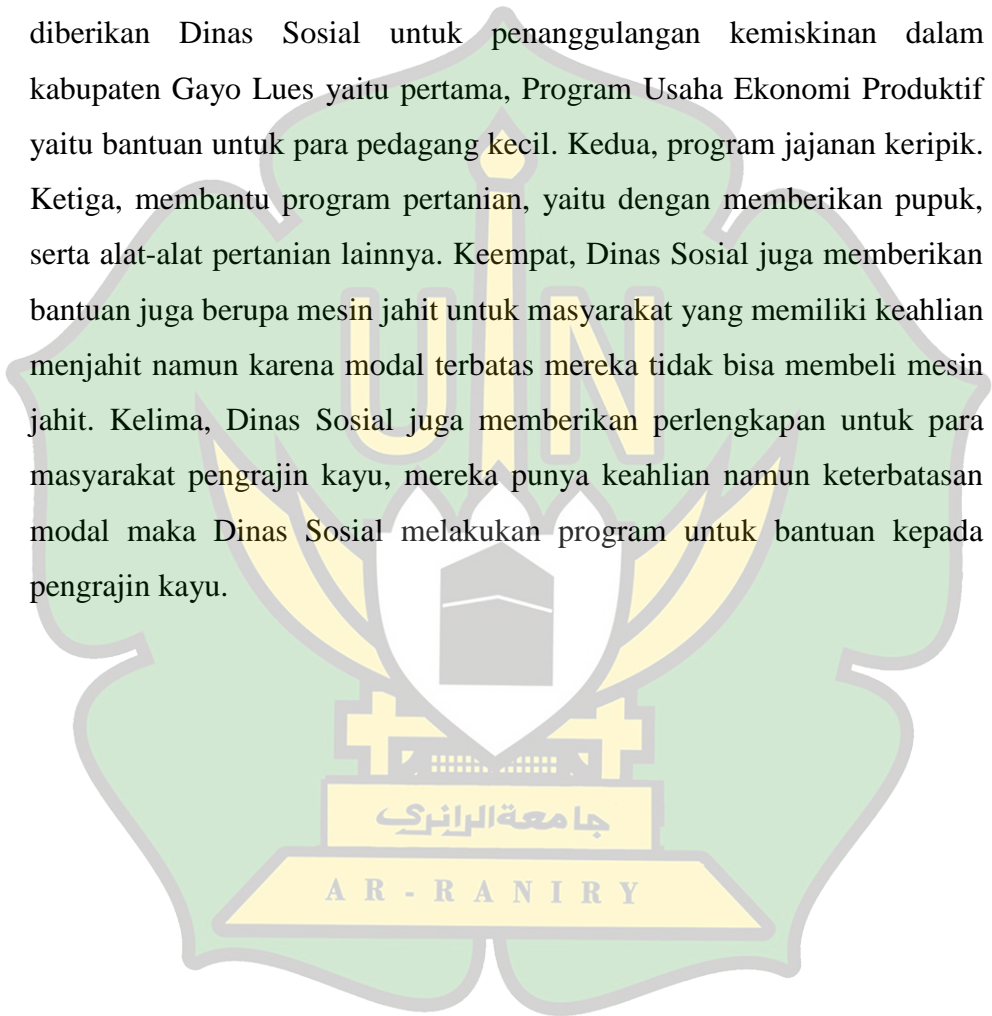 diberikan Dinas Sosial untuk penanggulangan kemiskinan dalam
kabupaten Gayo Lues yaitu pertama, Program Usaha Ekonomi Produktif
yaitu bantuan untuk para pedagang kecil. Kedua, program jajanan keripik.
Ketiga, membantu program pertanian, yaitu dengan memberikan pupuk,
serta alat-alat pertanian lainnya. Keempat, Dinas Sosial juga memberikan
bantuan juga berupa mesin jahit untuk masyarakat yang memiliki keahlian
menjahit namun karena modal terbatas mereka tidak bisa membeli mesin
jahit. Kelima, Dinas Sosial juga memberikan perlengkapan untuk para
masyarakat pengrajin kayu, mereka punya keahlian namun keterbatasan
modal maka Dinas Sosial melakukan program untuk bantuan kepada
pengrajin kayu.
UIN
جامعة الرانري
AR-RANIRY